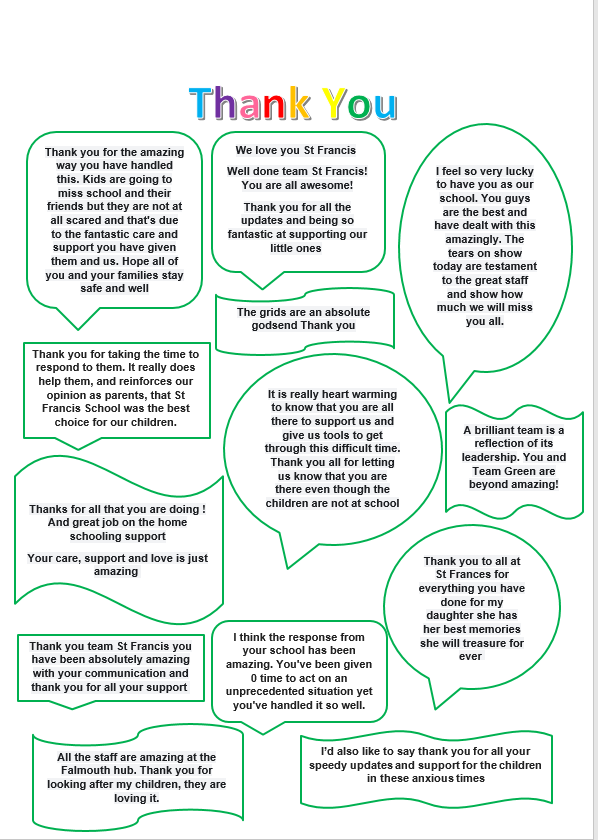 Thank You
Thank you for the amazing
way you have handled
this. Kids are going to
miss school and their
friends but they are not at
all scared and that's due
to the fantastic care and
support you have given
them and us. Hope all of
you and your families stay
safe and well
We love you St Francis
Well done team St Francis!
You are all awesome!
Thank you for all the
updates and being so
fantastic at supporting our
little ones
I feel so very lucky
to have you as our
school. You guys
are the best and
have dealt with this
amazingly. The
tears on show
today are testament
to the great staff
and show how
much we will miss
you all.
The grids are an absolute
godsend Thank you
Thank you for taking the time to
respond to them. It really does
help them, and reinforces our
opinion as parents, that St
Francis School was the best
choice for our children.
It is really heart warming
to know that you are all
there to support us and
give us tools to get
through this difficult time.
Thank you all for letting
us know that you are
there even though the
children are not at school
A brilliant team is a
reflection of its
leadership. You and
Team Green are
beyond amazing!
Thanks for all that you are doing !
And great job on the home
schooling support
Your care, support and love is just
amazing
Thank you to all at
St Frances for
everything you have
done for my
daughter she has
her best memories
she will treasure for
ever
Thank you team St Francis you
have been absolutely amazing
with your communication and
thank you for all your support
I think the response from
your school has been
amazing. You've been given
0 time to act on an
unprecedented situation yet
you've handled it so well.
All the staff are amazing at the
Falmouth hub. Thank you for
looking after my children, they are
loving it.
I'd also like to say thank you for all your
speedy updates and support for the children
in these anxious times